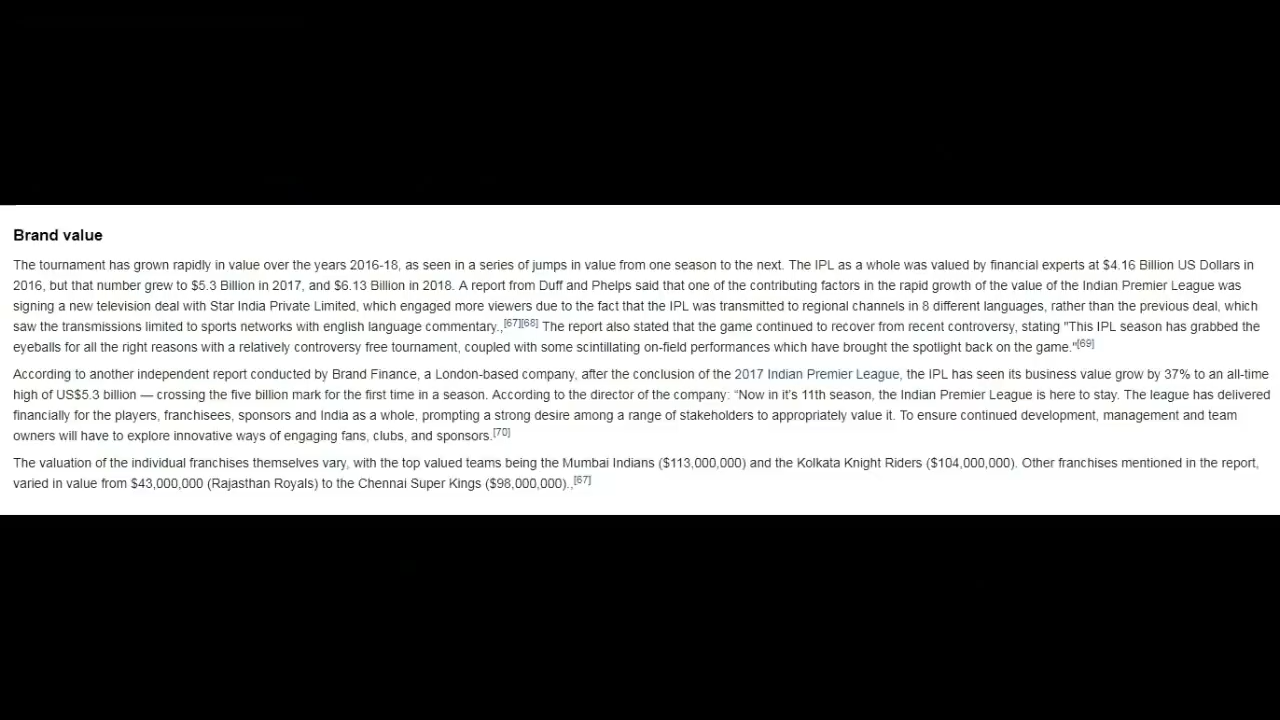 Brand value
The tournament has grown rapidly in value over the years 2016-18, as seen in a series of jumps in value from one season to the next. The IPL as a whole was valued by financial experts at $4.16 Billion US Dollars in
2016, but that number grew to $5.3 Billion in 2017, and $6.13 Billion in 2018. A report from Duff and Phelps said that one of the contributing factors in the rapid growth of the value of the Indian Premier League was
signing a new television deal with Star India Private Limited, which engaged more viewers due to the fact that the IPL was transmitted to regional channels in 8 different languages, rather than the previous deal, which
saw the transmissions limited to sports networks with english language commentary.,[67][68] The report also stated that the game continued to recover from recent controversy, stating "This IPL season has grabbed the
eyeballs for all the right reasons with a relatively controversy free tournament, coupled with some scintillating on-field performances which have brought the spotlight back on the game."[69]
According to another independent report conducted by Brand Finance, a London-based company, after the conclusion of the 2017 Indian Premier League, the IPL has seen its business value grow by 37% to an all-time
high of US$5.3 billion — crossing the five billion mark for the first time in a season. According to the director of the company: “Now in it's 11th season, the Indian Premier League is here to stay. The league has delivered
financially for the players, franchisees, sponsors and India as a whole, prompting a strong desire among a range of stakeholders to appropriately value it. To ensure continued development, management and team
owners will have to explore innovative ways of engaging fans, clubs, and sponsors.[70]
The valuation of the individual franchises themselves vary, with the top valued teams being the Mumbai Indians ($113,000,000) and the Kolkata Knight Riders ($104,000,000). Other franchises mentioned in the report,
varied in value from $43,000,000 (Rajasthan Royals) to the Chennai Super Kings ($98,000,000).,[67]